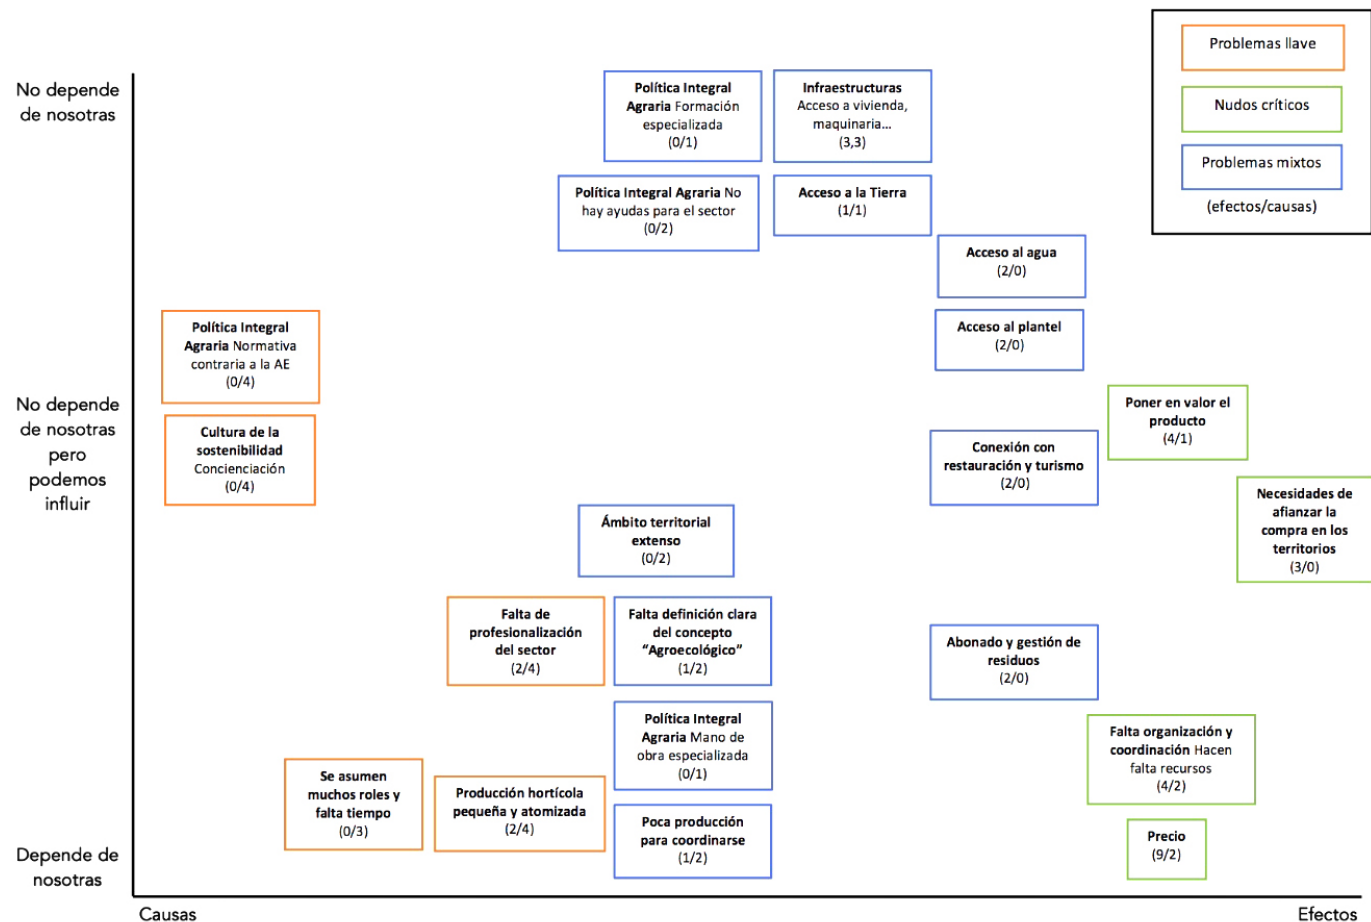 Problemas llave
Nudos críticos
Problemas mixtos
(efectos/causas)
No depende
de nosotras
Política Integral
Agraria Formación
especializada
(0/1)
Infraestructuras
Acceso a vivienda,
maquinaria...
(3,3)
Política Integral Agraria No
hay ayudas para el sector
(0/2)
Acceso a la Tierra
(1/1)
Acceso al agua
(2/0)
Política Integral
Agraria Normativa
contraria a la AE
(0/4)
Acceso al plantel
(2/0)
No depende
de nosotras
pero
podemos
influir
Cultura de la
sostenibilidad
Concienciación
(0/4)
Poner en valor el
producto
(4/1)
Conexión con
restauración y turismo
(2/0)
Necesidades de
afianzar la
compra en los
territorios
(3/0)
Ámbito territorial
extenso
(0/2)
Falta de
profesionalización
del sector
(2/4)
Falta definición clara
del concepto
“Agroecológico”
(1/2)
Abonado y gestión de
residuos
(2/0)
Política Integral
Agraria Mano de
obra especializada
(0/1)
Falta organización y
coordinación Hacen
falta recursos
(4/2)
Se asumen
muchos roles y
falta tiempo
(0/3)
Producción hortícola
pequeña y atomizada
(2/4)
Poca producción
para coordinarse
(1/2)
Precio
(9/2)
Depende de
nosotras
Causas
Efectos